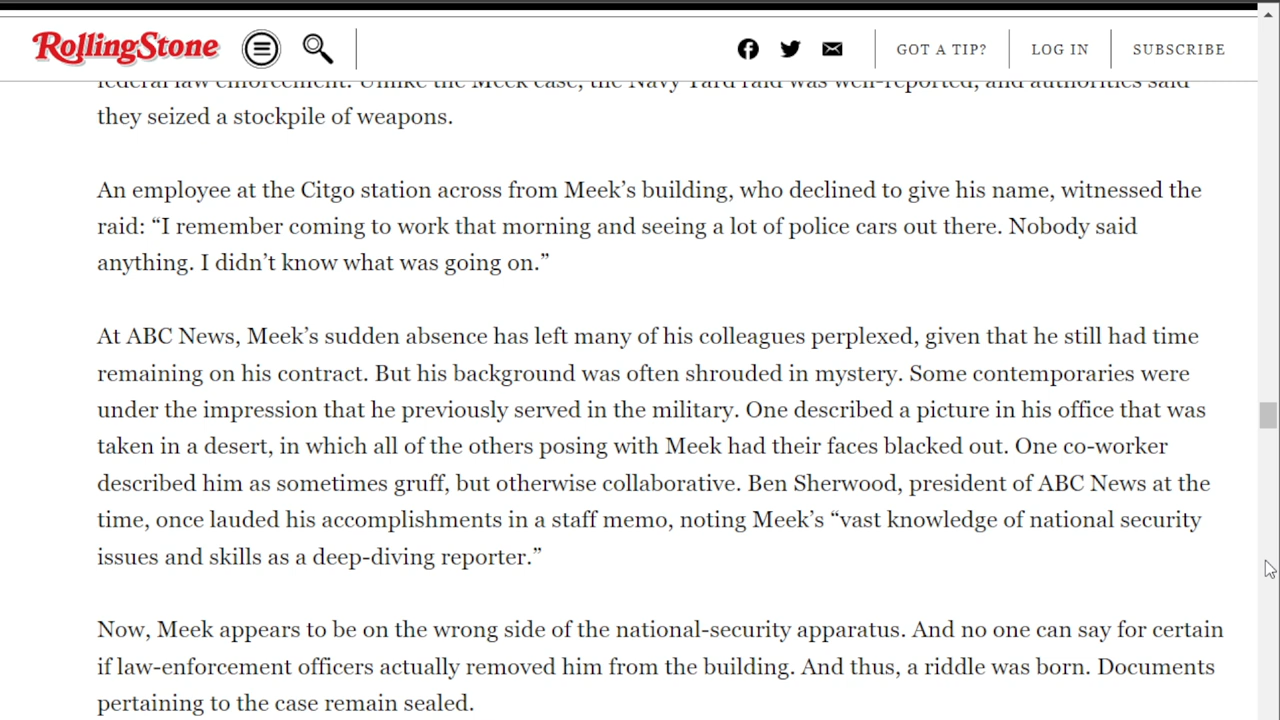 RollingStone
GOT A TIP?
LOG IN
SUBSCRIBE
federal law enforcement. Unlike the Meek case, the Navy Yard raid was well-reported, and authorities said
they seized a stockpile of weapons.
An employee at the Citgo station across from Meek’s building, who declined to give his name, witnessed the
raid: “I remember coming to work that morning and seeing a lot of police cars out there. Nobody said
anything. I didn’t know what was going on.”
At ABC News, Meek’s sudden absence has left many of his colleagues perplexed, given that he still had time
remaining on his contract. But his background was often shrouded in mystery. Some contemporaries were
under the impression that he previously served in the military. One described a picture in his office that was
taken in a desert, in which all of the others posing with Meek had their faces blacked out. One co-worker
described him as sometimes gruff, but otherwise collaborative. Ben Sherwood, president of ABC News at the
time, once lauded his accomplishments in a staff memo, noting Meek’s “vast knowledge of national security
issues and skills as a deep-diving reporter.”
Now, Meek appears to be on the wrong side of the national-security apparatus. And no one can say for certain
if law-enforcement officers actually removed him from the building. And thus, a riddle was born. Documents
pertaining to the case remain sealed.